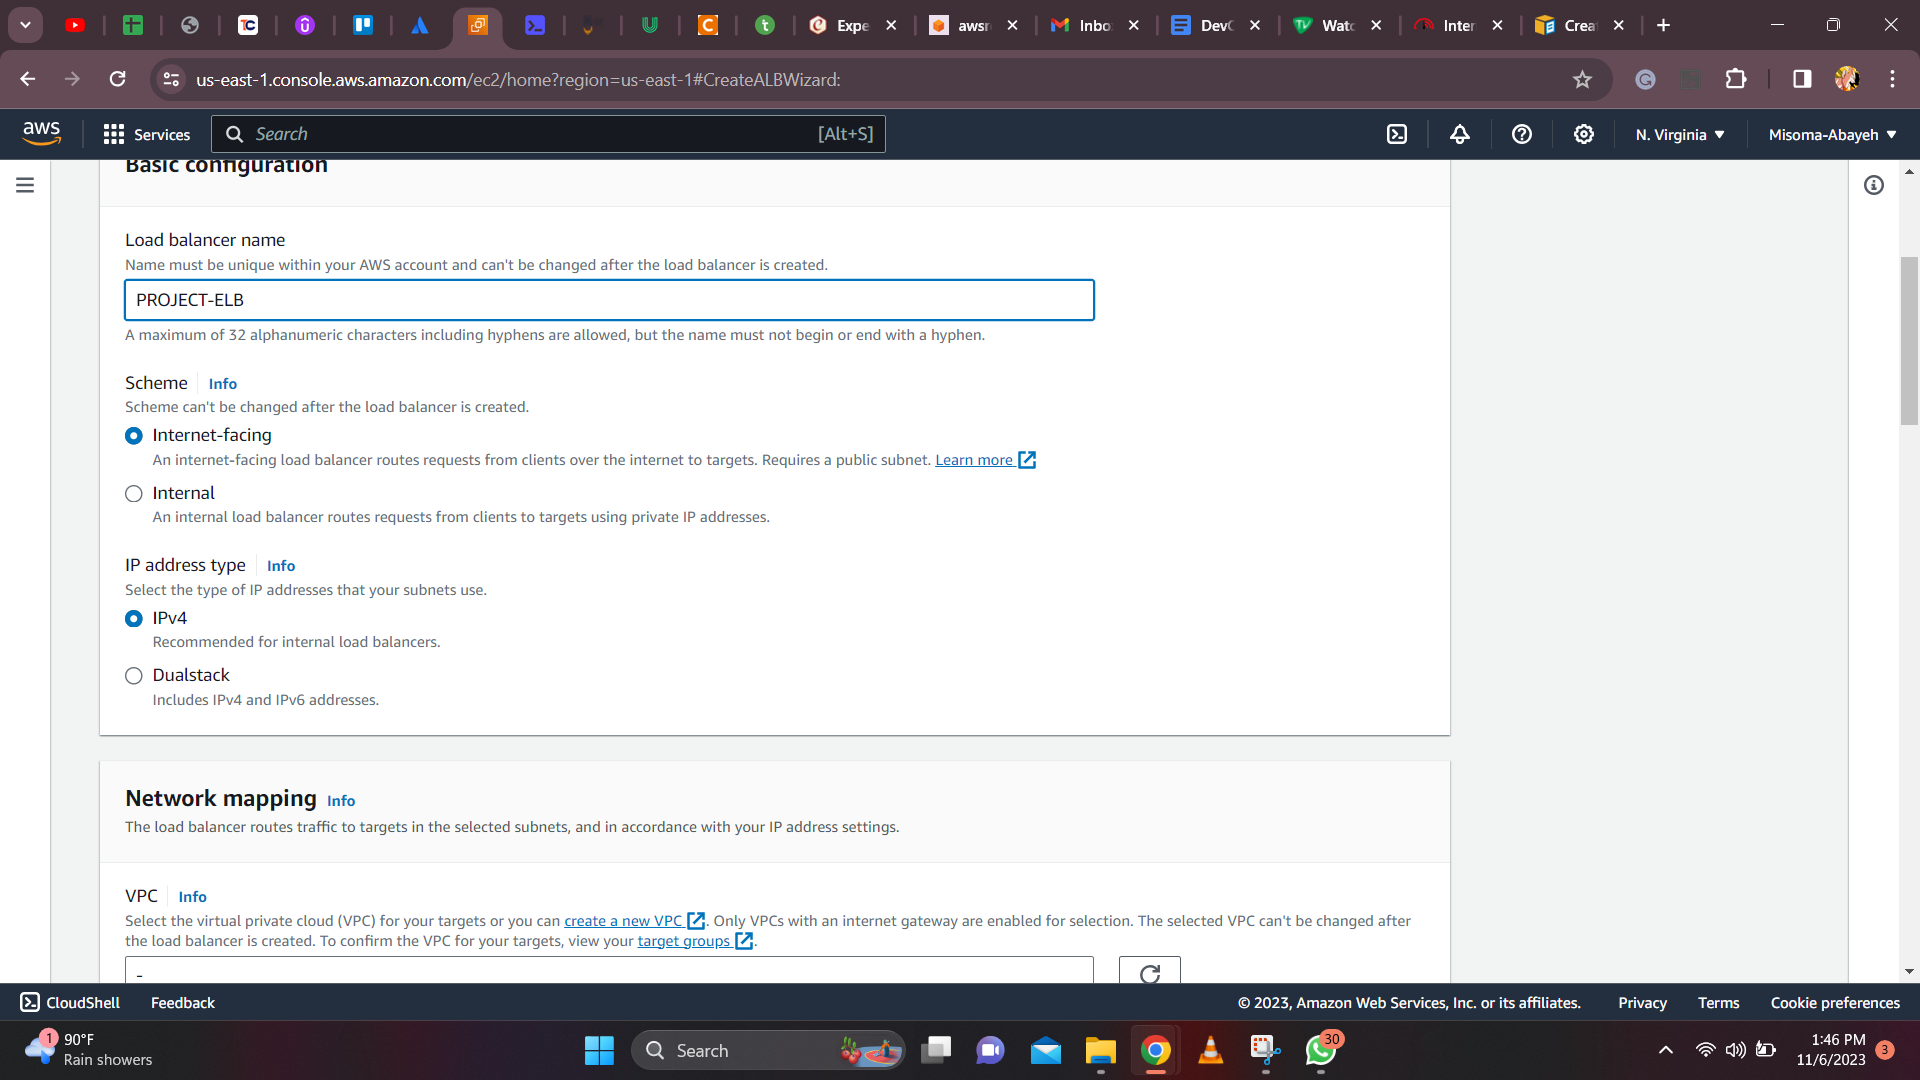 Expe
awsr
Inbo
DevC
Watc
Inter
Crea
us-east-1.console.aws.amazon.com/ec2/home?region=us-east-1#CreateALBWizard:
aws
Services
Search
[Alt+S]
N. Virginia
Misoma-Abayeh
Basic configuration
Load balancer name
Name must be unique within your AWS account and can't be changed after the load balancer is created.
PROJECT-ELB
A maximum of 32 alphanumeric characters including hyphens are allowed, but the name must not begin or end with a hyphen.
Scheme Info
Scheme can't be changed after the load balancer is created.
Internet-facing
An internet-facing load balancer routes requests from clients over the internet to targets. Requires a public subnet. Learn more
Internal
An internal load balancer routes requests from clients to targets using private IP addresses.
IP address type Info
Select the type of IP addresses that your subnets use.
IPv4
Recommended for internal load balancers.
Dualstack
Includes IPv4 and IPv6 addresses.
Network mapping Info
The load balancer routes traffic to targets in the selected subnets, and in accordance with your IP address settings.
VPC Info
Select the virtual private cloud (VPC) for your targets or you can create a new VPC. Only VPCs with an internet gateway are enabled for selection. The selected VPC can't be changed after
the load balancer is created. To confirm the VPC for your targets, view your target groups.
-
CloudShell
Feedback
© 2023, Amazon Web Services, Inc. or its affiliates.
Privacy
Terms
Cookie preferences
1
90°F
Rain showers
Search
30
1:46 PM
11/6/2023
3